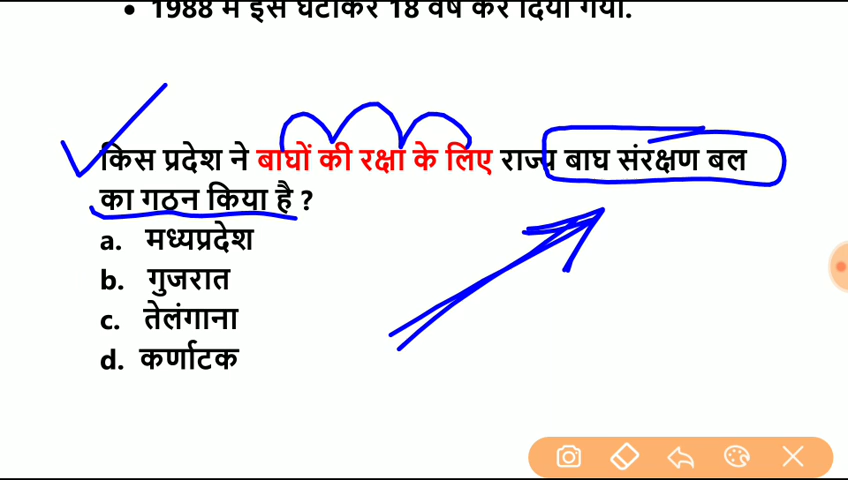 • 1988 में इसे घटाकर 18 वर्ष कर दिया गया.
किस प्रदेश ने बाघों की रक्षा के लिए राज्य बाघ संरक्षण बल
का गठन किया है ?
a. मध्यप्रदेश
b. गुजरात
c. तेलंगाना
d. कर्णाटक